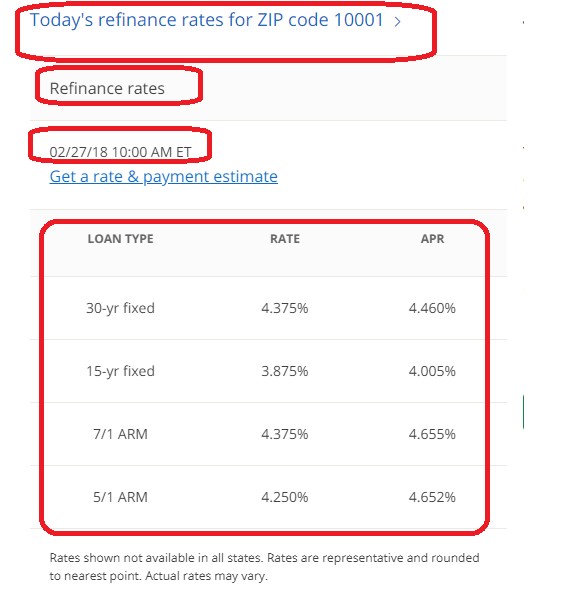 Today's refinance rates for ZIP code 10001 >
Refinance rates
02/27/18 10:00 AM ET
Get a rate & payment estimate
LOAN TYPE RATE APR
30-yr fixed 4.375% 4.460%
15-yr fixed 3.875% 4.005%
7/1 ARM 4.375% 4.655%
5/1 ARM 4.250% 4.652%
Rates shown not available in all states. Rates are representative and rounded
to nearest point. Actual rates may vary.